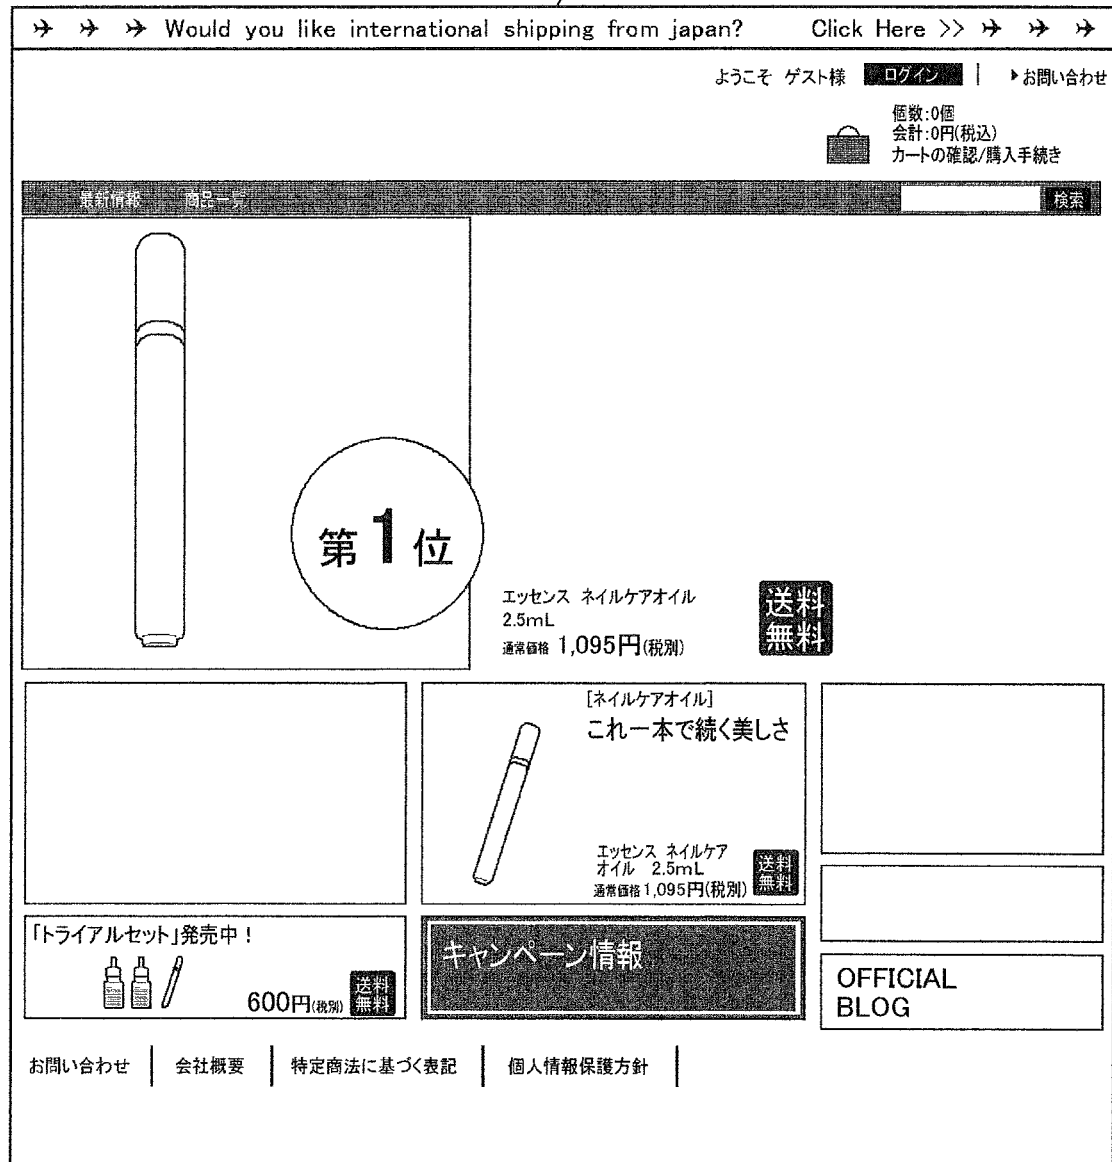 Would you like international shipping from japan? Click Here >>
ようこそ ゲスト様 ログイン | ▶お問い合わせ
個数:0個
会計:0円(税込)
カートの確認/購入手続き
最新情報 商品一覧 検索
第1位
エッセンス ネイルケアオイル
2.5mL
通常価格 1,095円(税別)
送料
無料
[ネイルケアオイル]
これ一本で続く美しさ
エッセンス ネイルケア
オイル 2.5mL
通常価格1,095円(税別)
送料
無料
「トライアルセット」発売中!
600円(税別)
送料
無料
キャンペーン情報
OFFICIAL
BLOG
お問い合わせ | 会社概要 | 特定商法に基づく表記 | 個人情報保護方針 |